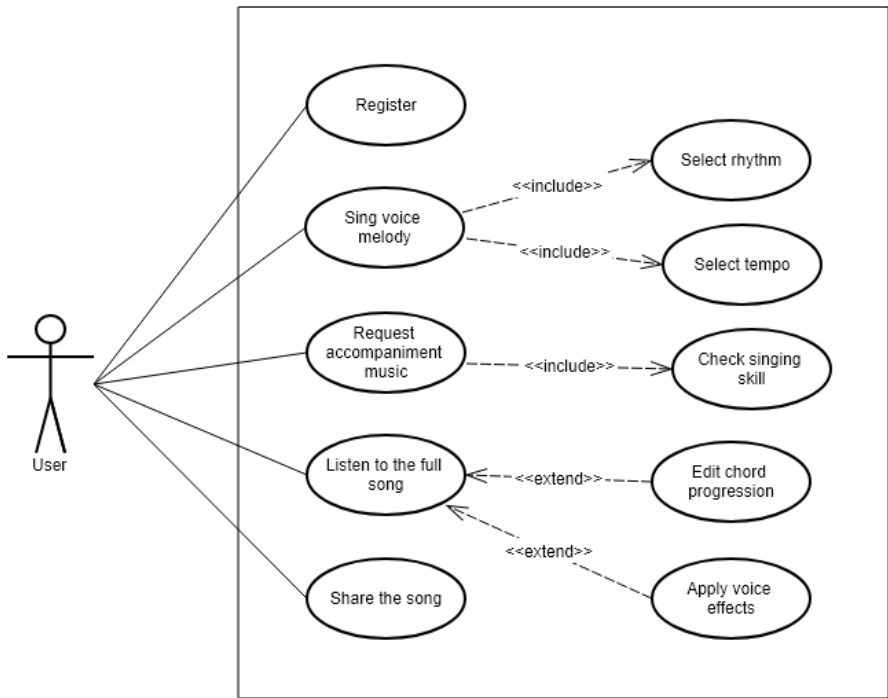 Register
Select rhythm
<<include>>
Sing voice
melody
<<include>>
Select tempo
Request
accompaniment
music
<<include>>
Check singing
skill
User
Listen to the full
song
<<extend>>
Edit chord
progression
<<extend>>
Share the song
Apply voice
effects